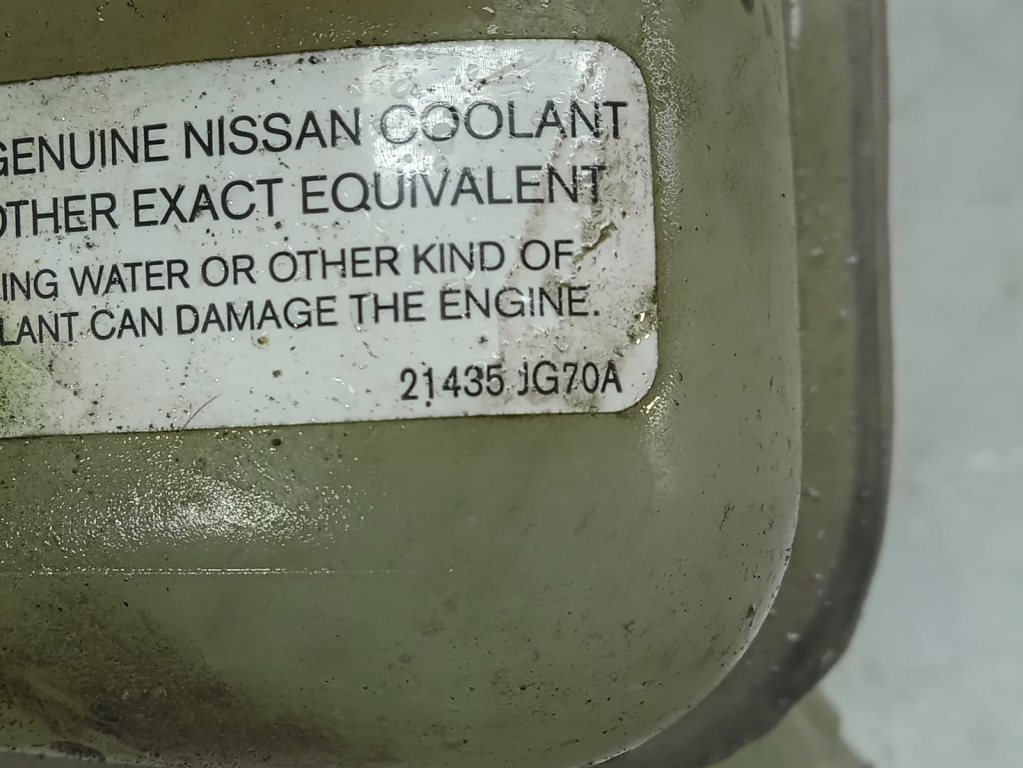 GENUINE NISSAN COOLANT
OTHER EXACT EQUIVALENT
ING WATER OR OTHER KIND OF
LANT CAN DAMAGE THE ENGINE.
21435 JG70A